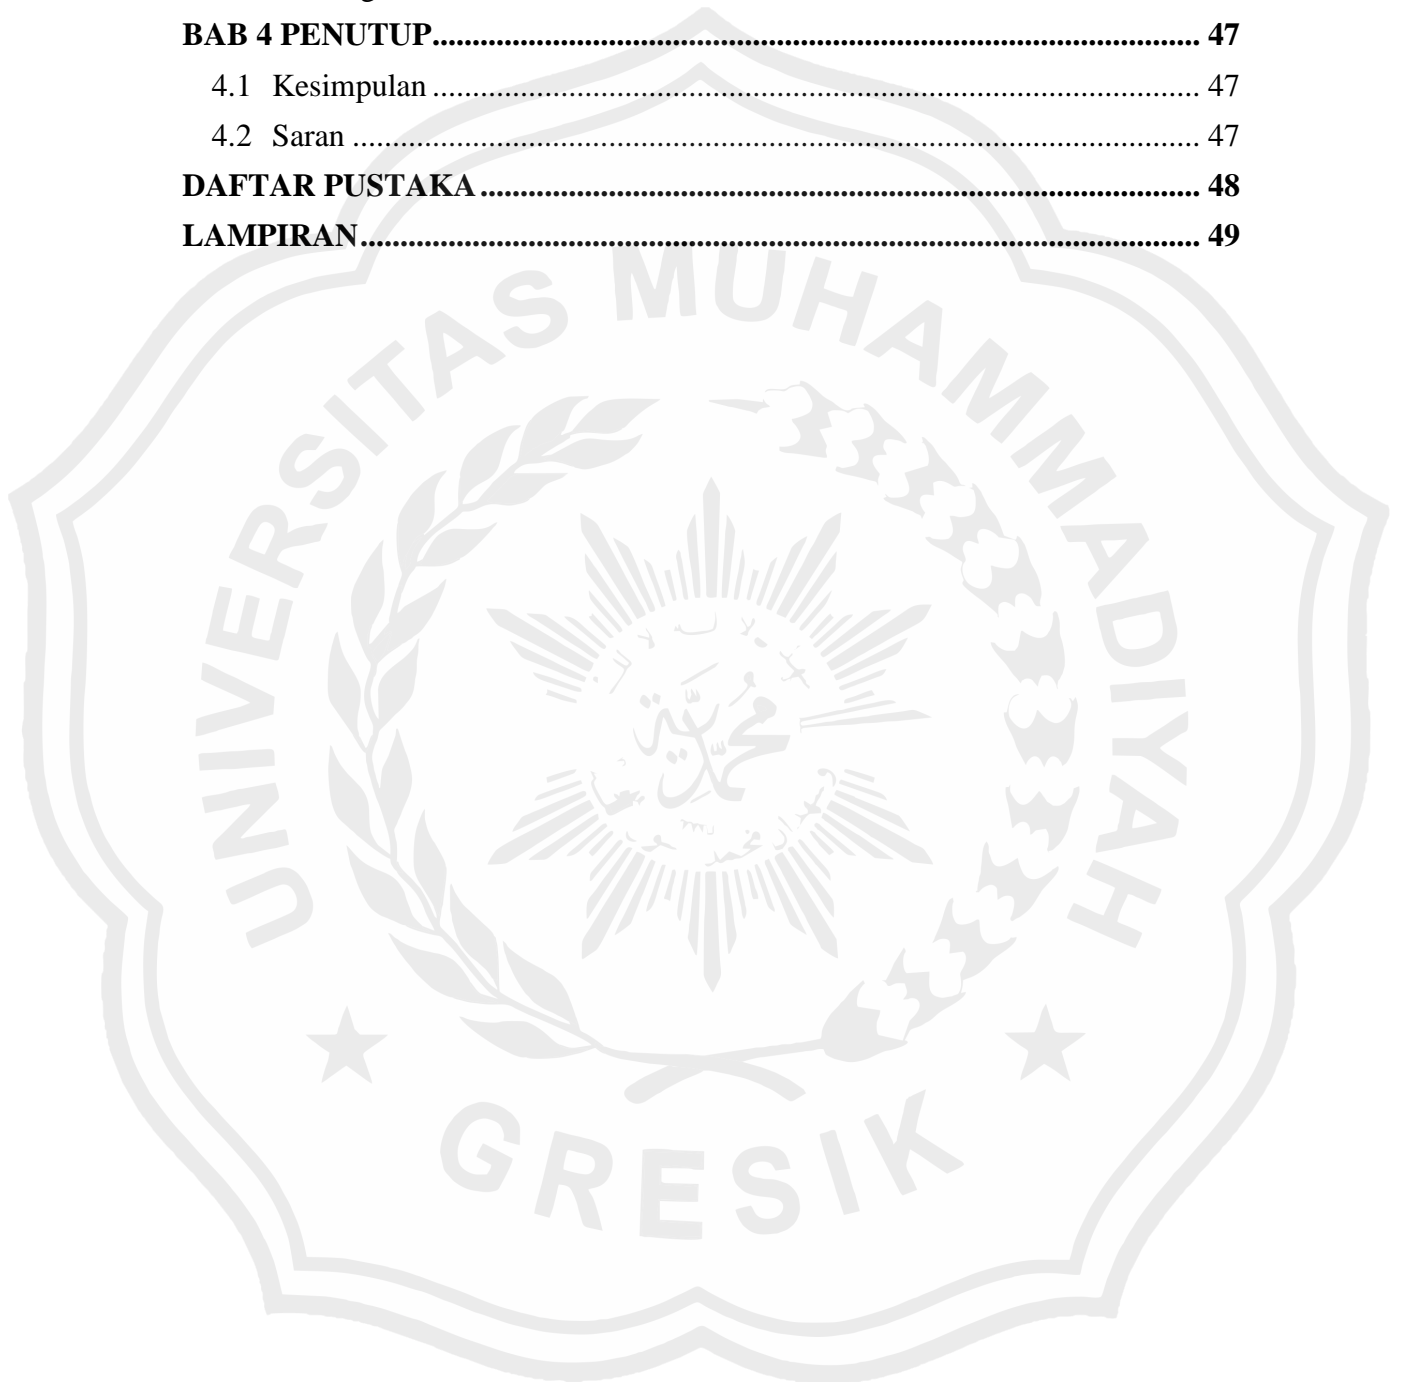 BAB 4 PENUTUP.......................................................................................................... 47
4.1 Kesimpulan ................................................................................................ 47
4.2 Saran .......................................................................................................... 47
DAFTAR PUSTAKA .......................................................................................... 48
LAMPIRAN......................................................................................................... 49
UNIVERSITAS MUHAMMADIYAH
محمدية
GRESIK